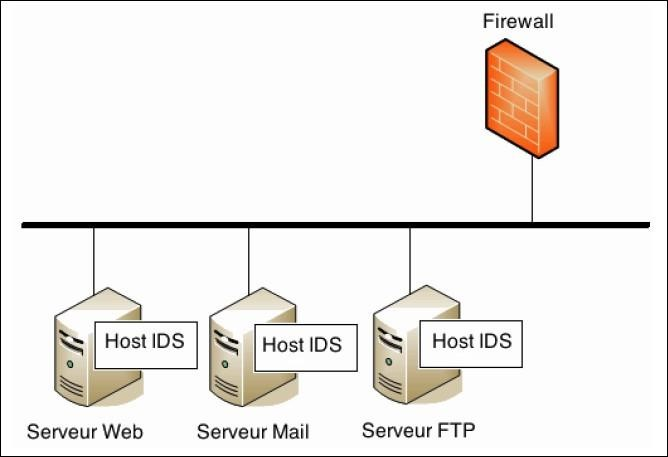 Firewall
Host IDS
Host IDS
Host IDS
Serveur Web
Serveur Mail
Serveur FTP